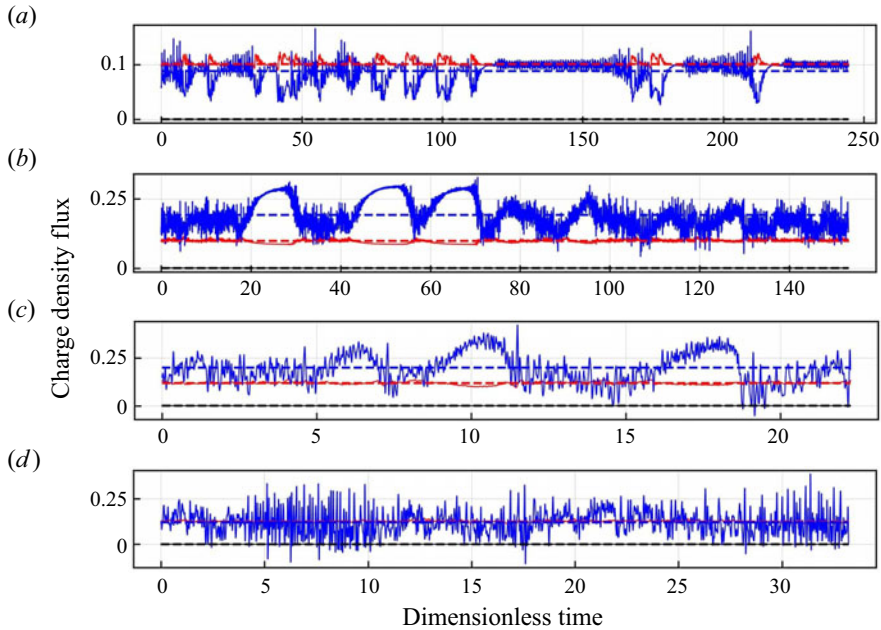 (a)
0.1
0
0 50 100 150 200 250
(b)
0.25
0
0 20 40 60 80 100 120 140
(c)
0.25
0
0 5 10 15 20
(d)
0.25
0
0 5 10 15 20 25 30
Charge density flux
Dimensionless time